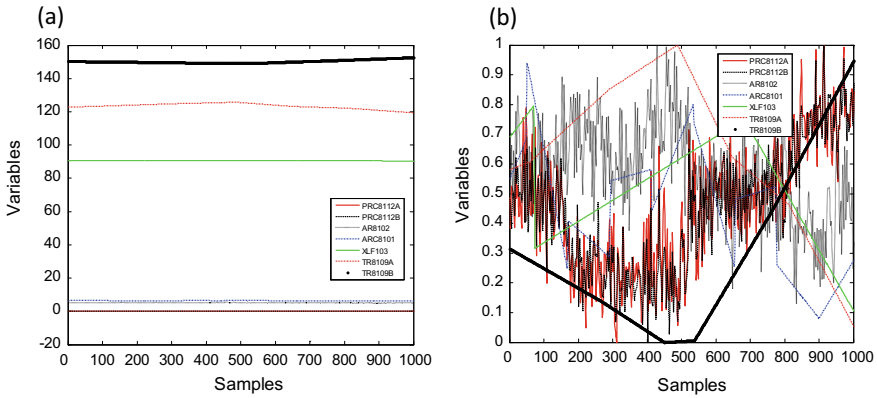 (a)
160
140
120
100
80
60
40
20
0
-20
Variables
0 100 200 300 400 500 600 700 800 900 1000
Samples
PRC8112A
PRC8112B
AR8102
ARC8101
XLF103
TR8109A
TR8109B
(b)
1
0.9
0.8
0.7
0.6
0.5
0.4
0.3
0.2
0.1
0
Variables
0 100 200 300 400 500 600 700 800 900 1000
Samples
PRC8112A
PRC8112B
AR8102
ARC8101
XLF103
TR8109A
TR8109B